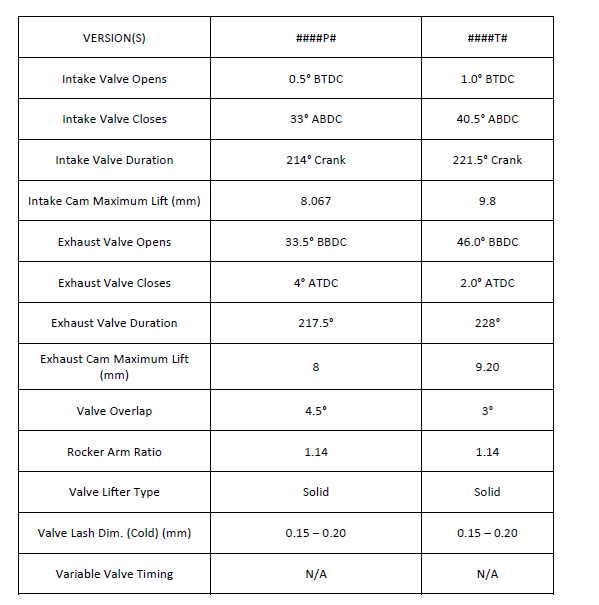 VERSION(S) ####P# ####T#
Intake Valve Opens 0.5° BTDC 1.0° BTDC
Intake Valve Closes 33° ABDC 40.5° ABDC
Intake Valve Duration 214° Crank 221.5° Crank
Intake Cam Maximum Lift (mm) 8.067 9.8
Exhaust Valve Opens 33.5° BBDC 46.0° BBDC
Exhaust Valve Closes 4° ATDC 2.0° ATDC
Exhaust Valve Duration 217.5° 228°
Exhaust Cam Maximum Lift
(mm) 8 9.20
Valve Overlap 4.5° 3°
Rocker Arm Ratio 1.14 1.14
Valve Lifter Type Solid Solid
Valve Lash Dim. (Cold) (mm) 0.15 – 0.20 0.15 – 0.20
Variable Valve Timing N/A N/A